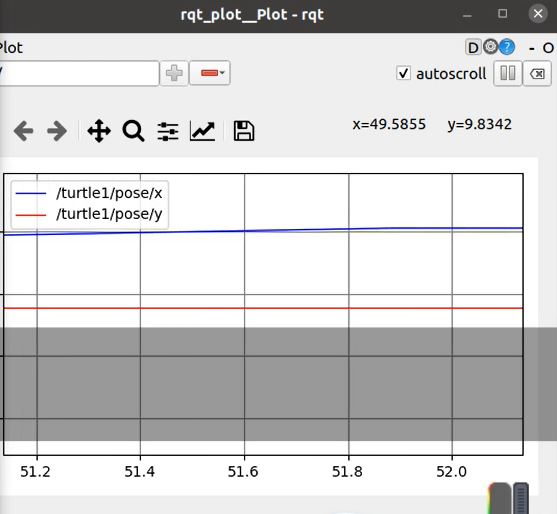 rqt_plot__Plot - rqt
Plot
D ? - O
/
autoscroll
x=49.5855 y=9.8342
/turtle1/pose/x
/turtle1/pose/y
51.2 51.4 51.6 51.8 52.0